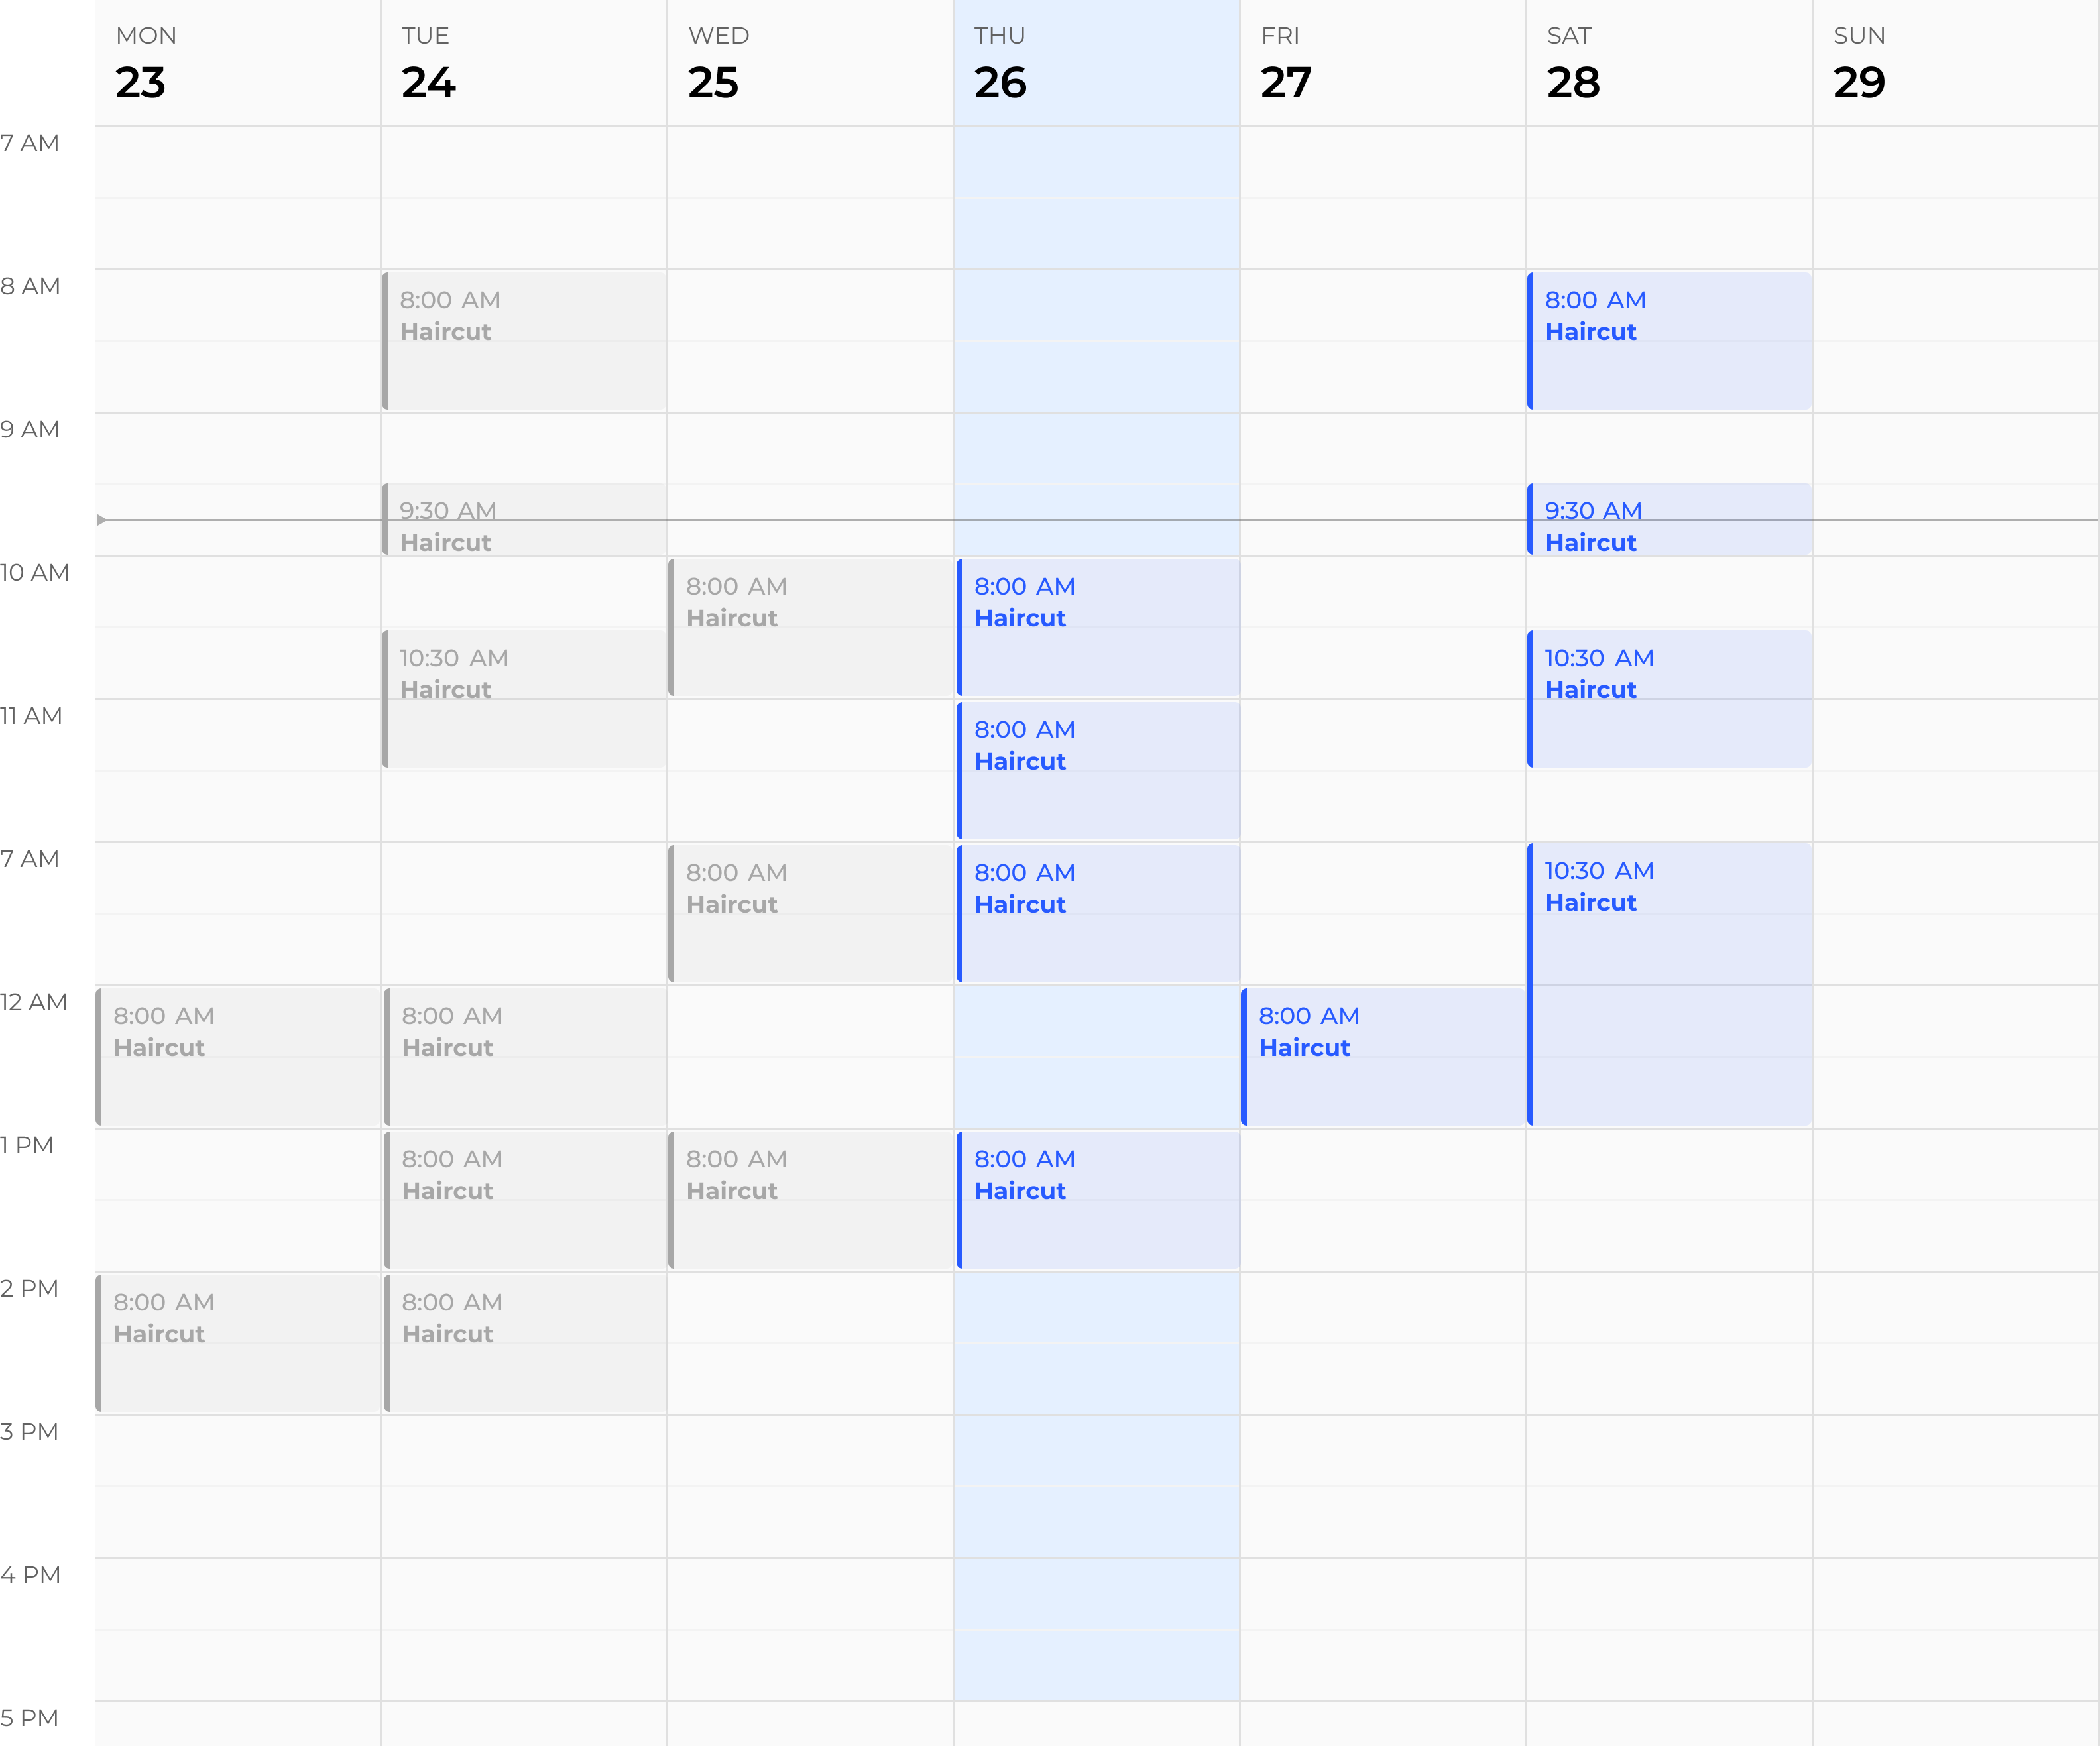 MON
TUE
WED
THU
FRI
SAT
SUN
23
24
25
26
27
28
29
7 AM
8 AM
8:00 AM
Haircut
8:00 AM
Haircut
9 AM
9:30 AM
Haircut
9:30 AM
Haircut
10 AM
8:00 AM
Haircut
8:00 AM
Haircut
10:30 AM
Haircut
10:30 AM
Haircut
11 AM
8:00 AM
Haircut
7 AM
8:00 AM
Haircut
8:00 AM
Haircut
10:30 AM
Haircut
12 AM
8:00 AM
Haircut
8:00 AM
Haircut
8:00 AM
Haircut
1 PM
8:00 AM
Haircut
8:00 AM
Haircut
8:00 AM
Haircut
2 PM
8:00 AM
Haircut
8:00 AM
Haircut
3 PM
4 PM
5 PM